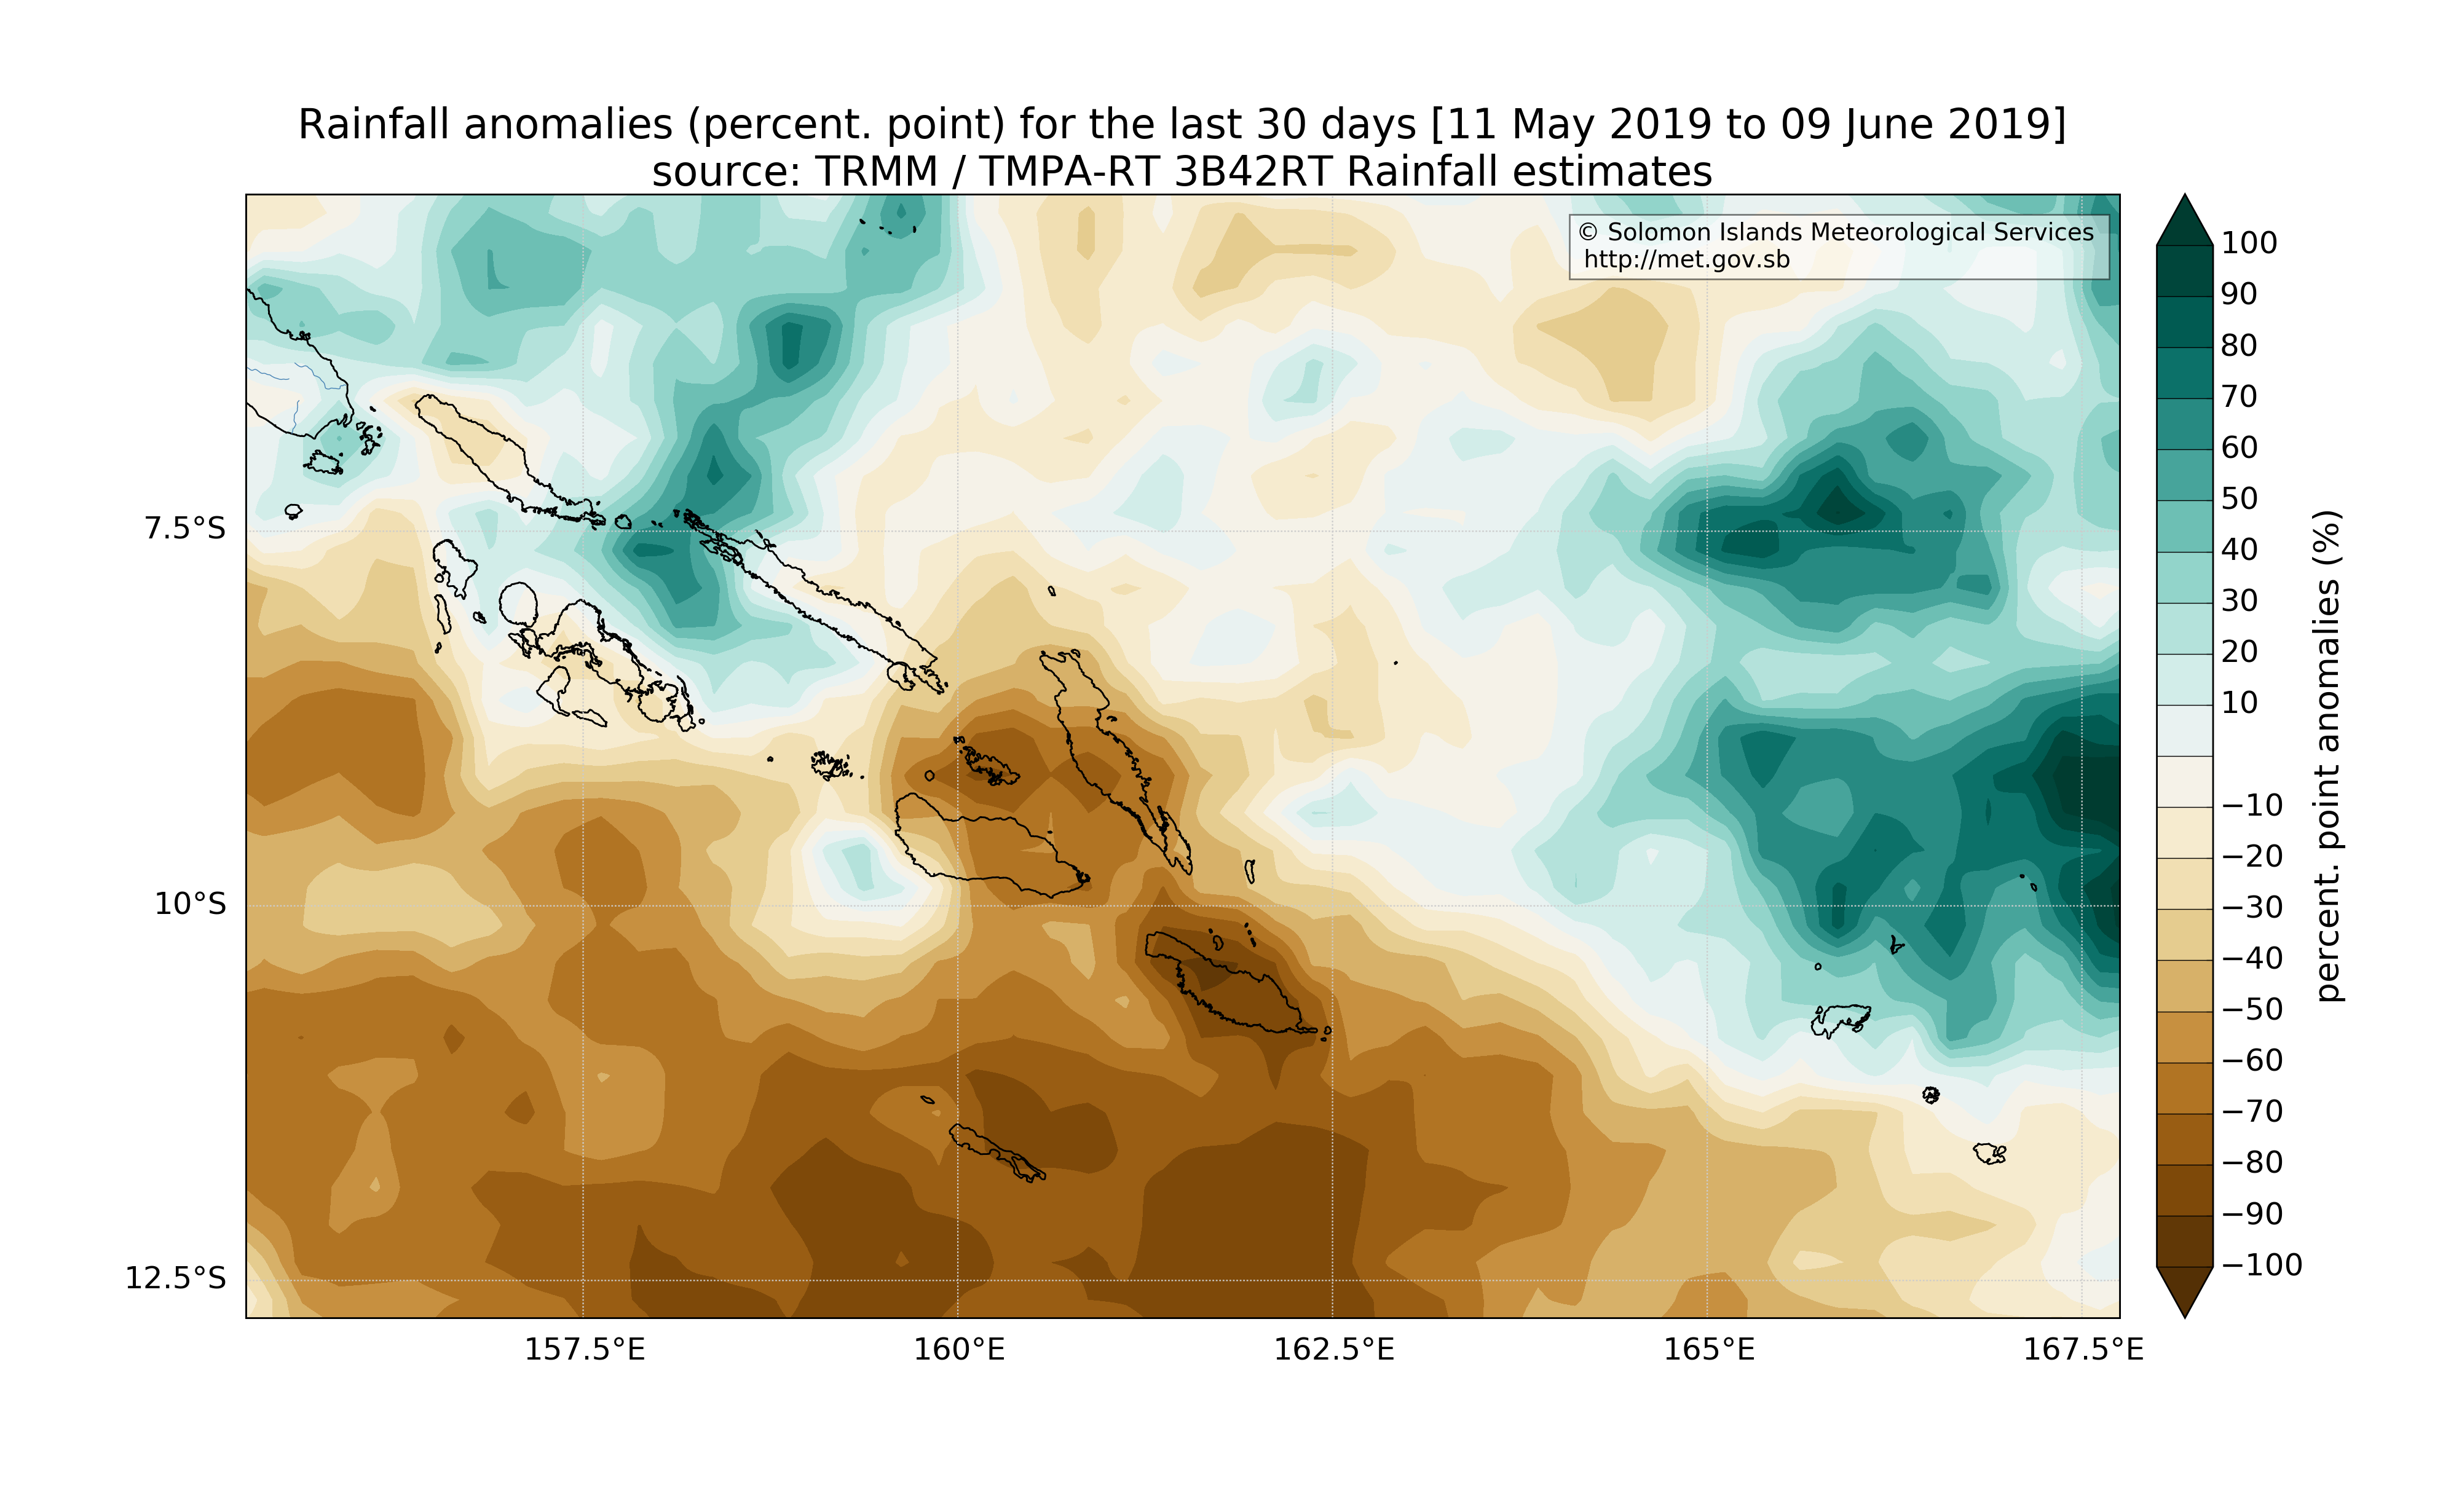 Rainfall anomalies (percent. point) for the last 30 days [11 May 2019 to 09 June 2019]
source: TRMM / TMPA-RT 3B42RT Rainfall estimates
© Solomon Islands Meteorological Services
http://met.gov.sb
7.5°S
10°S
12.5°S
157.5°E
160°E
162.5°E
165°E
167.5°E
100
90
80
70
60
50
40
30
20
10
−10
−20
−30
−40
−50
−60
−70
−80
−90
−100
percent. point anomalies (%)